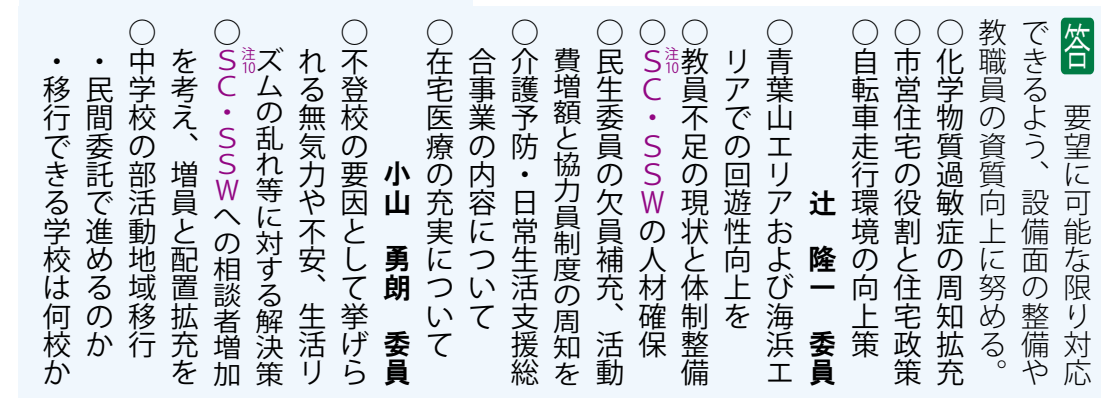 答 要望に可能な限り対応
できるよう、設備面の整備や
教職員の資質向上に努める。
○化学物質過敏症の周知拡充
○市営住宅の役割と住宅政策
○自転車走行環境の向上策
辻 隆一 委員
○青葉山エリアおよび海浜エ
リアでの回遊性向上を
○教員不足の現状と体制整備
○SC・SSWの人材確保
注10
○民生委員の欠員補充、活動
費増額と協力員制度の周知を
○介護予防・日常生活支援総
合事業の内容について
○在宅医療の充実について
小山 勇朗 委員
○不登校の要因として挙げら
れる無気力や不安、生活リ
ズムの乱れ等に対する解決策
○SC・SSWへの相談者増加
注10
を考え、増員と配置拡充を
○中学校の部活動地域移行
・民間委託で進めるのか
・移行できる学校は何校か